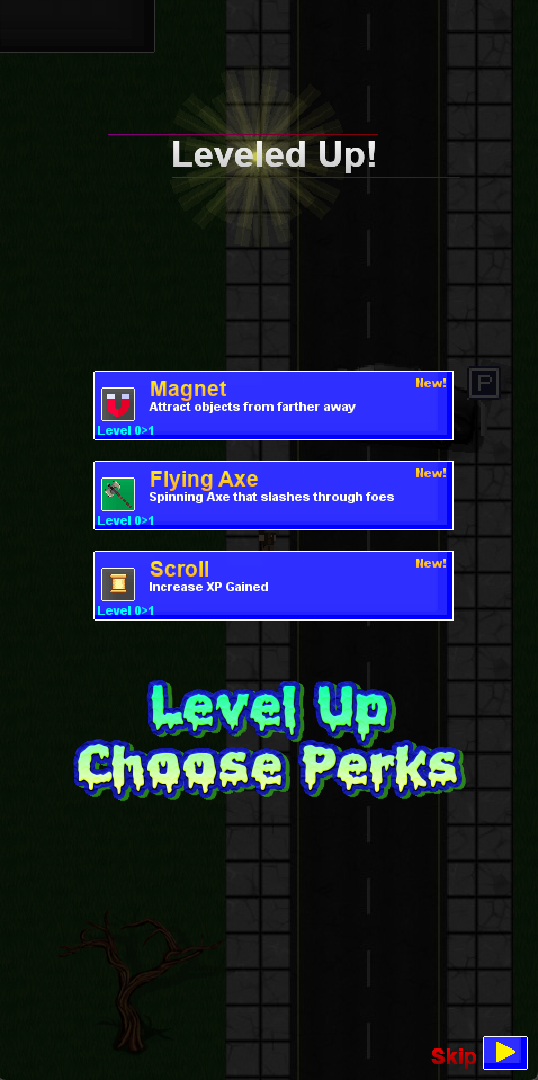 Leveled Up!
Magnet
New!
Attract objects from farther away
Level 0>1
P
Flying Axe
New!
Spinning Axe that slashes through foes
Level 0>1
Scroll
New!
Increase XP Gained
Level 0>1
Level Up
Choose Perks
Skip